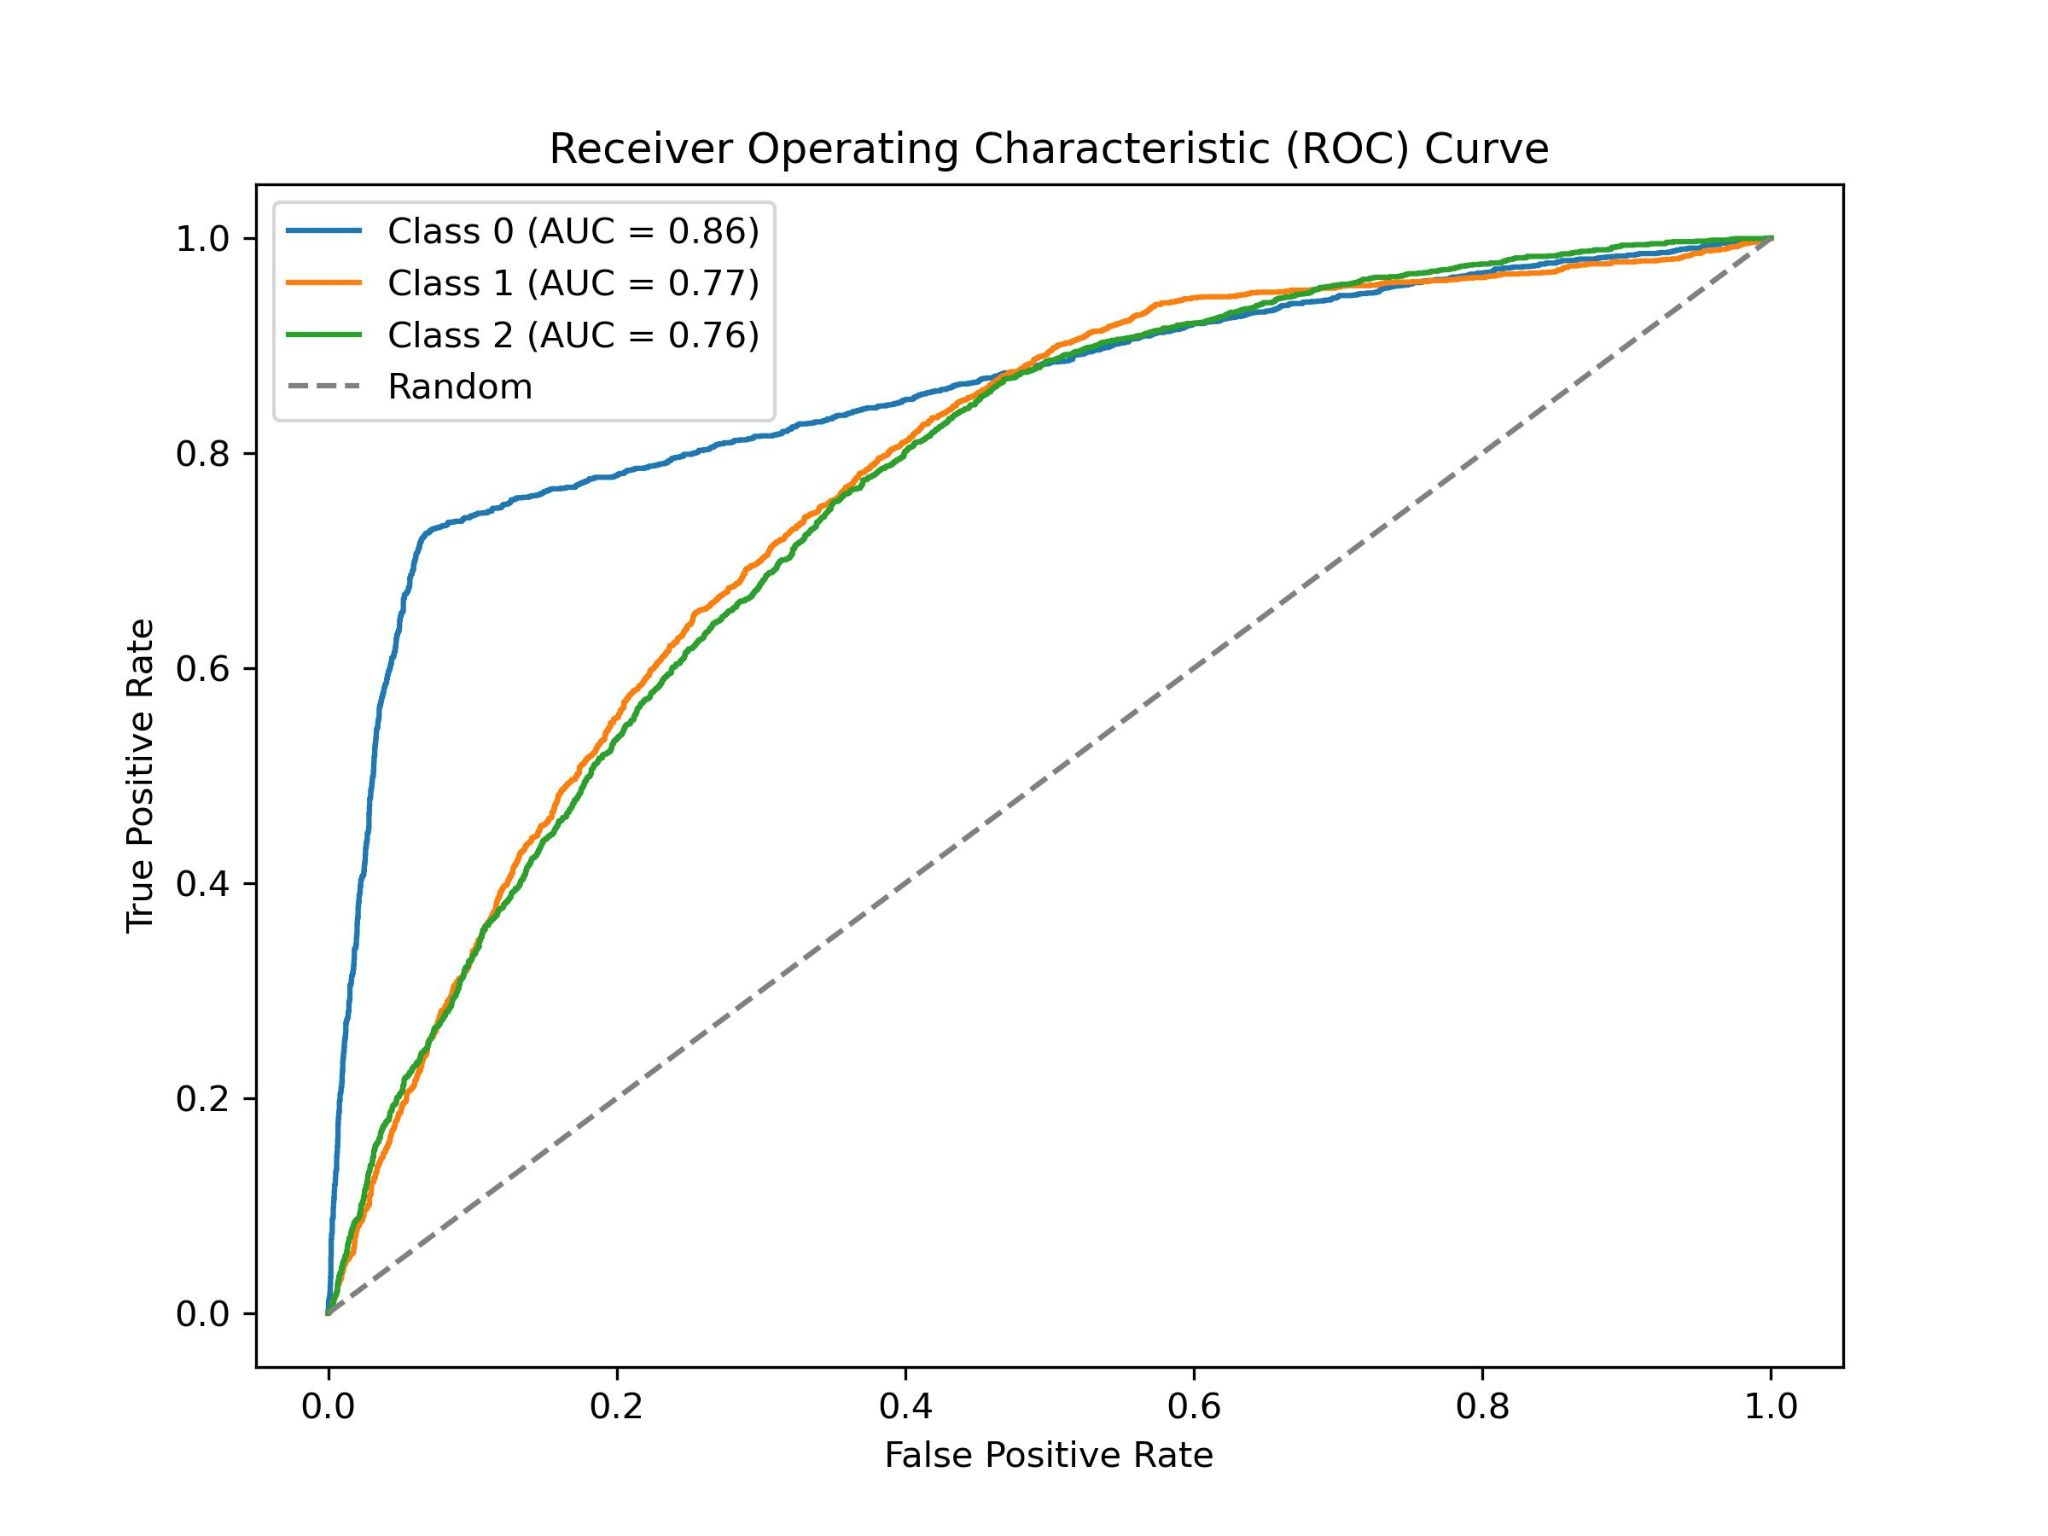 Receiver Operating Characteristic (ROC) Curve
Class 0 (AUC = 0.86)
Class 1 (AUC = 0.77)
Class 2 (AUC = 0.76)
Random
1.0
0.8
0.6
0.4
0.2
0.0
True Positive Rate
0.0 0.2 0.4 0.6 0.8 1.0
False Positive Rate